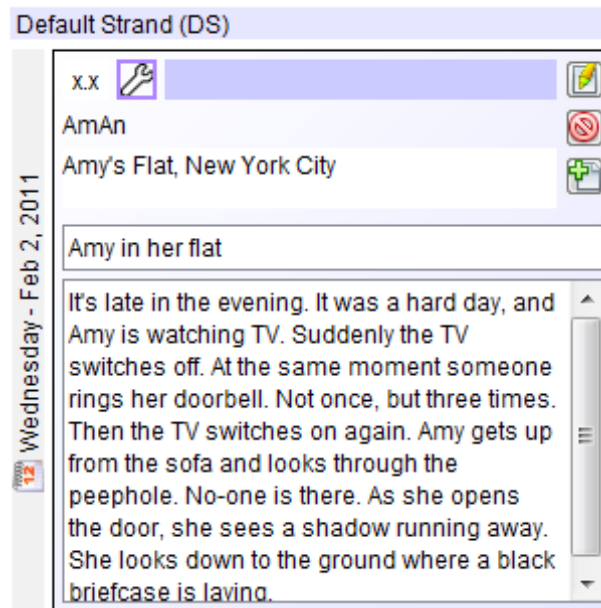 Default Strand (DS)
x.x
AmAn
Amy's Flat, New York City
Wednesday - Feb 2, 2011
12
Amy in her flat
It's late in the evening. It was a hard day, and
Amy is watching TV. Suddenly the TV
switches off. At the same moment someone
rings her doorbell. Not once, but three times.
Then the TV switches on again. Amy gets up
from the sofa and looks through the
peephole. No-one is there. As she opens
the door, she sees a shadow running away.
She looks down to the ground where a black
briefcase is laying.